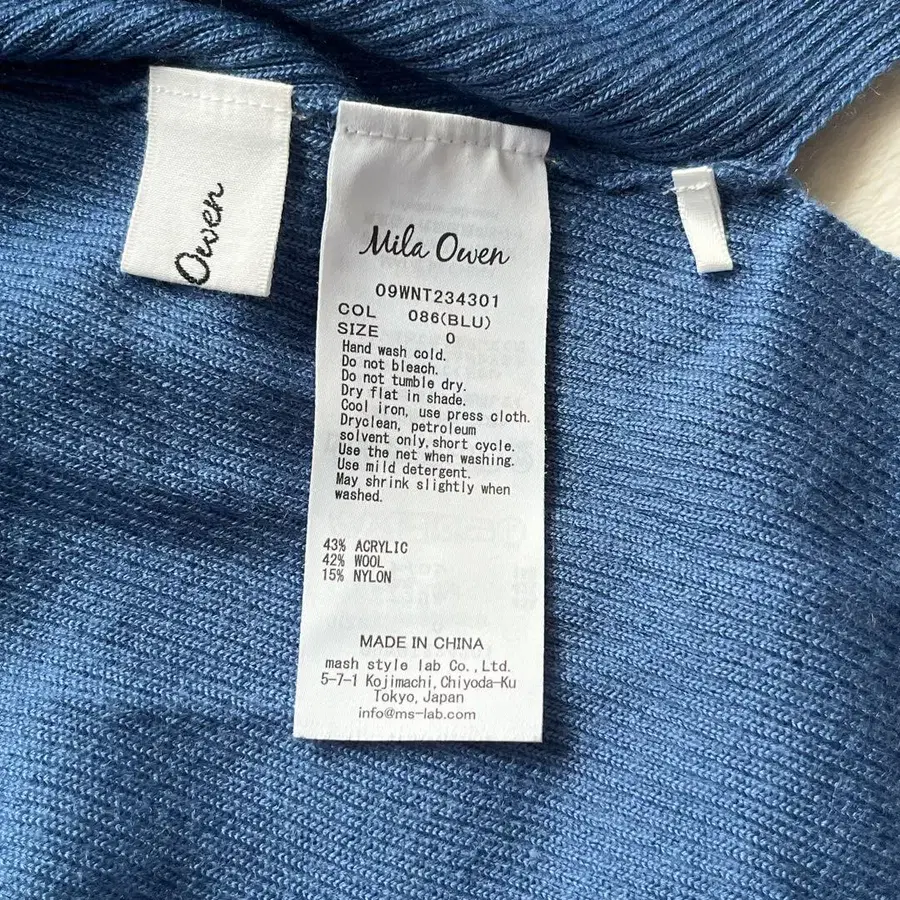 Owen
Mila Owen
09WNT234301
COL 086(BLU)
SIZE 0
Hand wash cold.
Do not bleach.
Do not tumble dry.
Dry flat in shade.
Cool iron, use press cloth.
Dryclean, petroleum
solvent only, short cycle.
Use the net when washing.
Use mild detergent.
May shrink slightly when
washed.
43% ACRYLIC
42% WOOL
15% NYLON
MADE IN CHINA
mash style lab Co., Ltd.
5-7-1 Kojimachi, Chiyoda-Ku
Tokyo, Japan
info@ms-lab.com